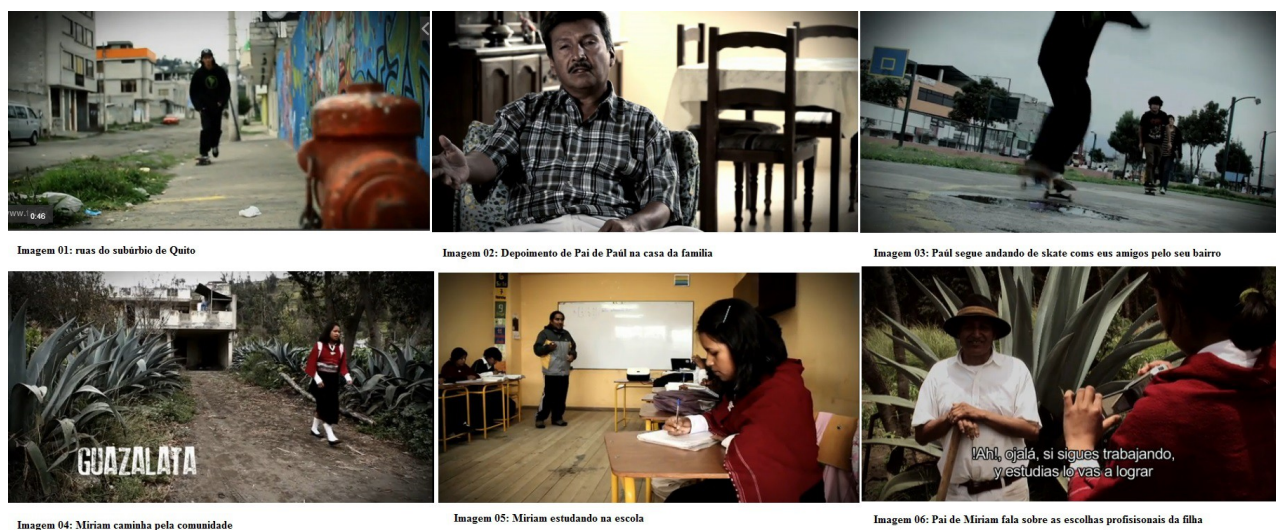 www.
0:46
Imagem 01: ruas do subúrbio de Quito
Imagem 02: Depoimento de Pai de Paúl na casa da família
Imagem 03: Paúl segue andando de skate coms eus amigos pelo seu bairro
GUAZALATA
!Ah!, ojalá, si sigues trabajando,
y estudias lo vas a lograr
Imagem 04: Miriam caminha pela comunidade
Imagem 05: Miriam estudando na escola
Imagem 06: Pai de Miriam fala sobre as escolhas profisisonais da filha